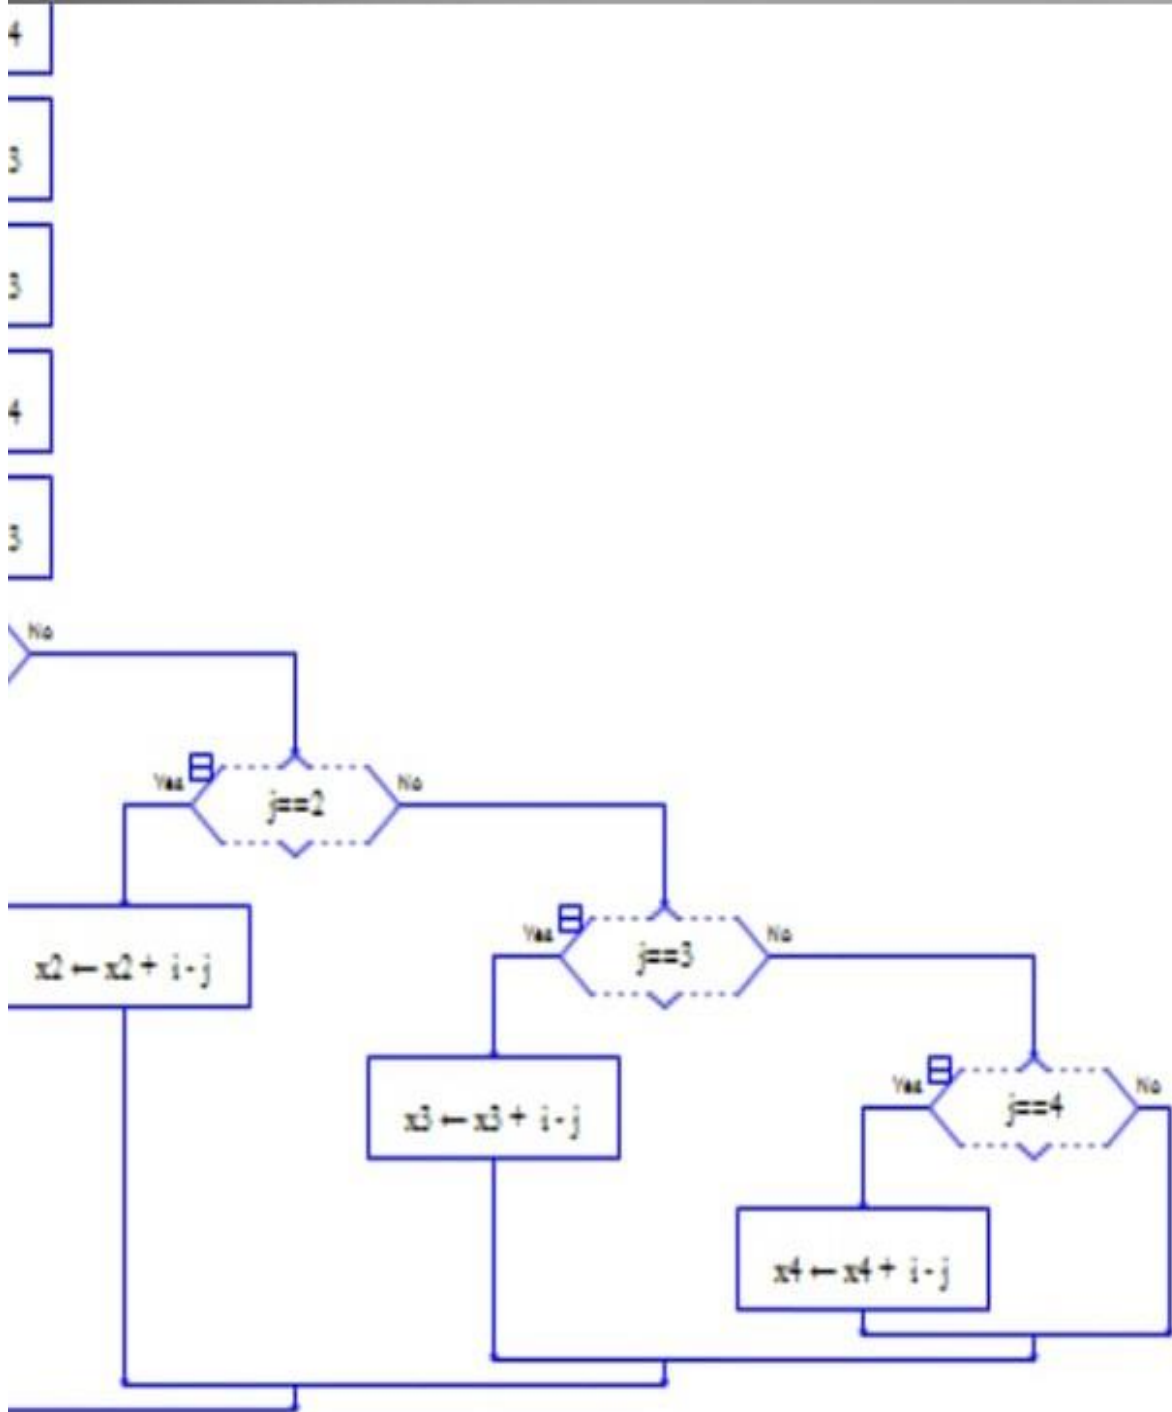 4
3
3
4
3
No
Yes
No
j==2
Yes
No
x2 ← x2 + i - j
j==3
Yes
No
x3 ← x3 + i - j
j==4
x4 ← x4 + i - j